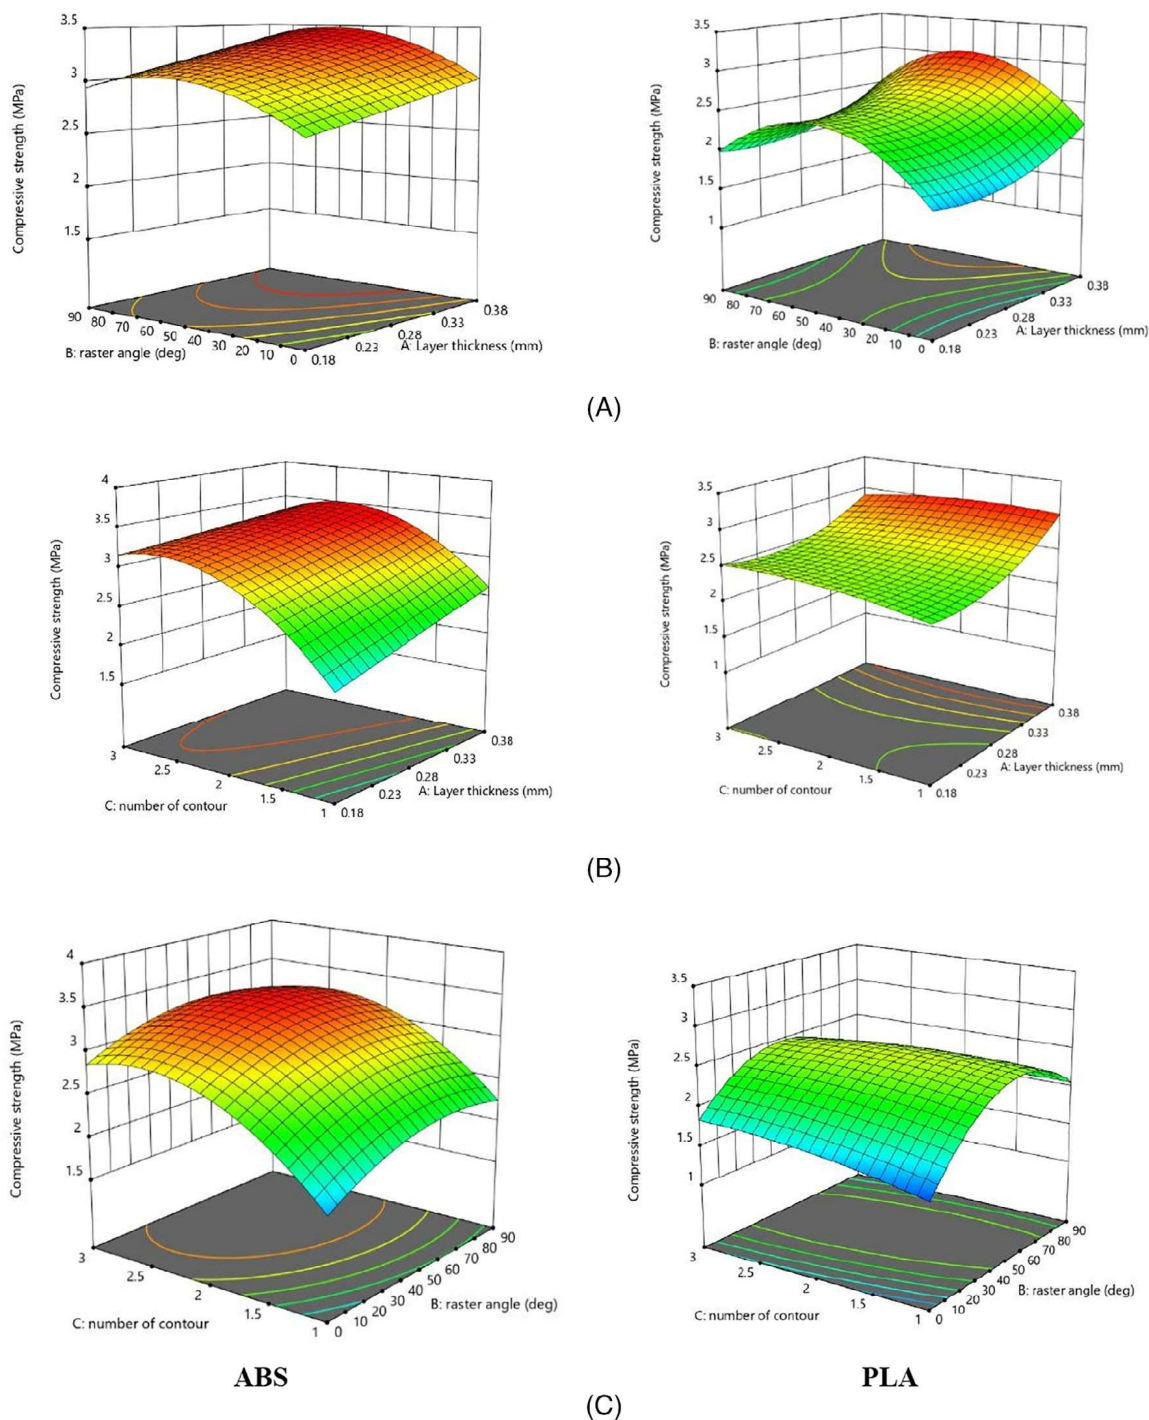 3.5
3
2.5
2
1.5
Compressive strength (MPa)
90 80 70 60 50 40 30 20 10 0
B: raster angle (deg)
0.18 0.23 0.28 0.33 0.38
A: Layer thickness (mm)
3.5
3
2.5
2
1.5
1
Compressive strength (MPa)
90 80 70 60 50 40 30 20 10 0
B: raster angle (deg)
0.18 0.23 0.28 0.33 0.38
A: Layer thickness (mm)
(A)
4
3.5
3
2.5
2
1.5
Compressive strength (MPa)
3 2.5 2 1.5 1
C: number of contour
0.18 0.23 0.28 0.33 0.38
A: Layer thickness (mm)
3.5
3
2.5
2
1.5
1
Compressive strength (MPa)
3 2.5 2 1.5 1
C: number of contour
0.18 0.23 0.28 0.33 0.38
A: Layer thickness (mm)
(B)
4
3.5
3
2.5
2
1.5
Compressive strength (MPa)
3 2.5 2 1.5 1
C: number of contour
0 10 20 30 40 50 60 70 80 90
B: raster angle (deg)
3.5
3
2.5
2
1.5
1
Compressive strength (MPa)
3 2.5 2 1.5 1
C: number of contour
0 10 20 30 40 50 60 70 80 90
B: raster angle (deg)
ABS
PLA
(C)